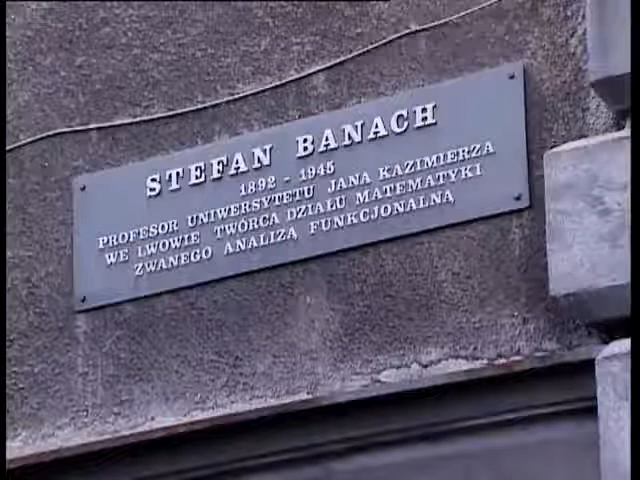 STEFAN BANACH
1892 - 1945
PROFESOR UNIWERSYTETU JANA KAZIMIERZA
WE LWOWIE TWÓRCA DZIAŁU MATEMATYKI
ZWANEGO ANALIZĄ FUNKCJONALNĄ